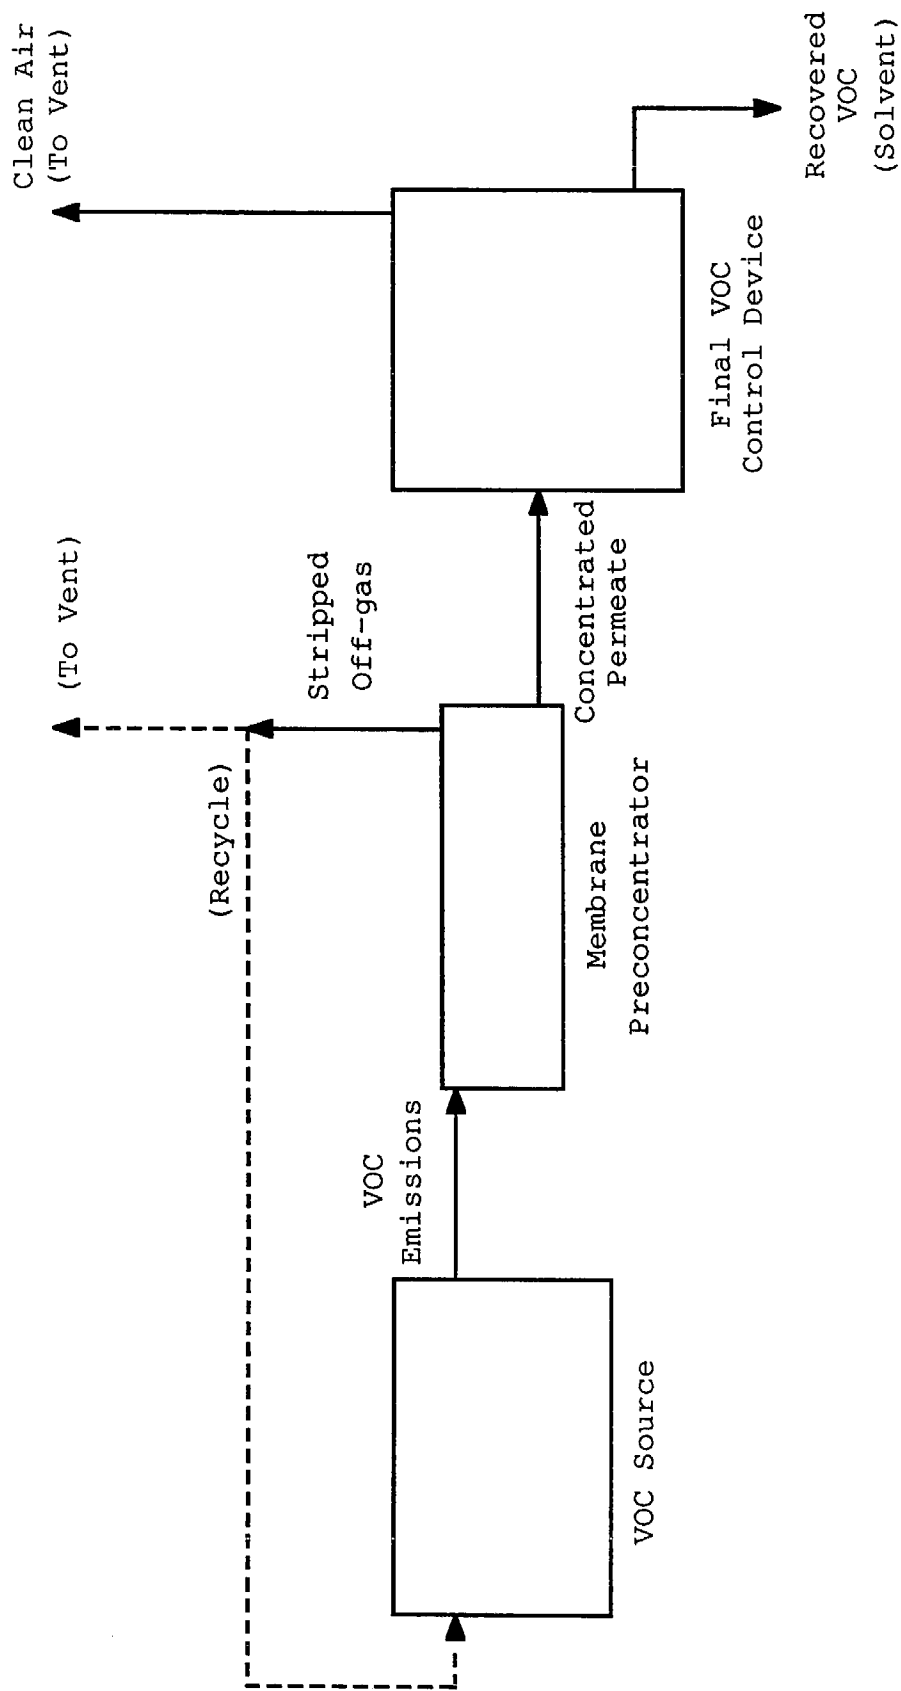 Clean Air
(To Vent)
(To Vent)
Stripped
Off-gas
(Recycle)
VOC
Emissions
Concentrated
Permeate
Recovered
VOC
(Solvent)
VOC Source
Membrane
Preconcentrator
Final VOC
Control Device